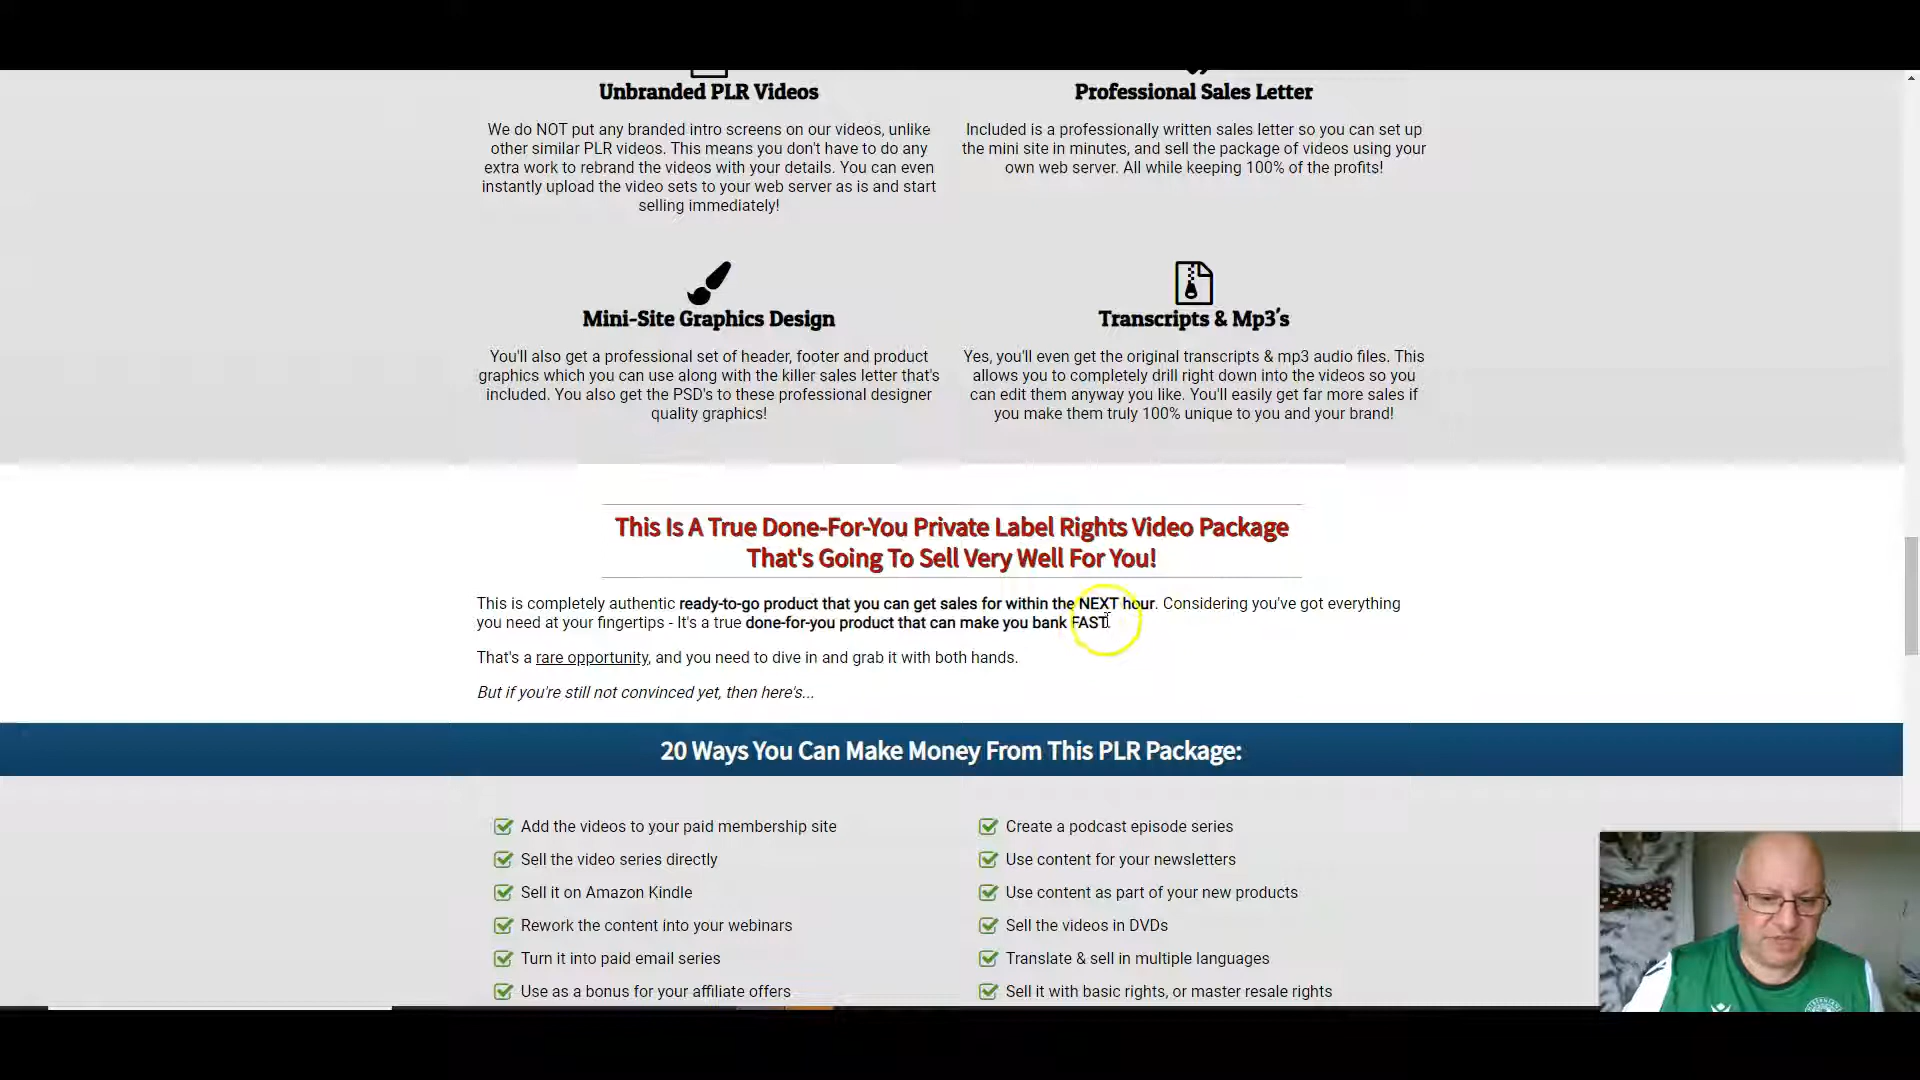 Unbranded PLR Videos
We do NOT put any branded intro screens on our videos, unlike
other similar PLR videos. This means you don't have to do any
extra work to rebrand the videos with your details. You can even
instantly upload the video sets to your web server as is and start
selling immediately!
Professional Sales Letter
Included is a professionally written sales letter so you can set up
the mini site in minutes, and sell the package of videos using your
own web server. All while keeping 100% of the profits!
Mini-Site Graphics Design
You'll also get a professional set of header, footer and product
graphics which you can use along with the killer sales letter that's
included. You also get the PSD's to these professional designer
quality graphics!
Transcripts & Mp3's
Yes, you'll even get the original transcripts & mp3 audio files. This
allows you to completely drill right down into the videos so you
can edit them anyway you like. You'll easily get far more sales if
you make them truly 100% unique to you and your brand!
This Is A True Done-For-You Private Label Rights Video Package
That's Going To Sell Very Well For You!
This is completely authentic ready-to-go product that you can get sales for within the NEXT hour. Considering you've got everything
you need at your fingertips - It's a true done-for-you product that can make you bank FAST.
That's a rare opportunity, and you need to dive in and grab it with both hands.
But if you're still not convinced yet, then here's...
20 Ways You Can Make Money From This PLR Package:
Add the videos to your paid membership site
Sell the video series directly
Sell it on Amazon Kindle
Rework the content into your webinars
Turn it into paid email series
Use as a bonus for your affiliate offers
Create a podcast episode series
Use content for your newsletters
Use content as part of your new products
Sell the videos in DVDs
Translate & sell in multiple languages
Sell it with basic rights, or master resale rights